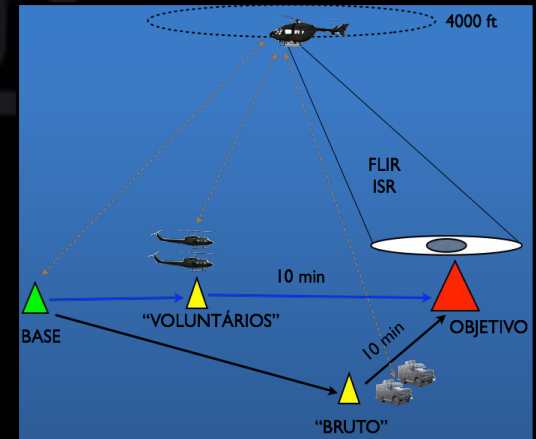 4000 ft
FLIR
ISR
10 min
BASE
“VOLUNTÁRIOS”
OBJETIVO
10 min
“BRUTO”